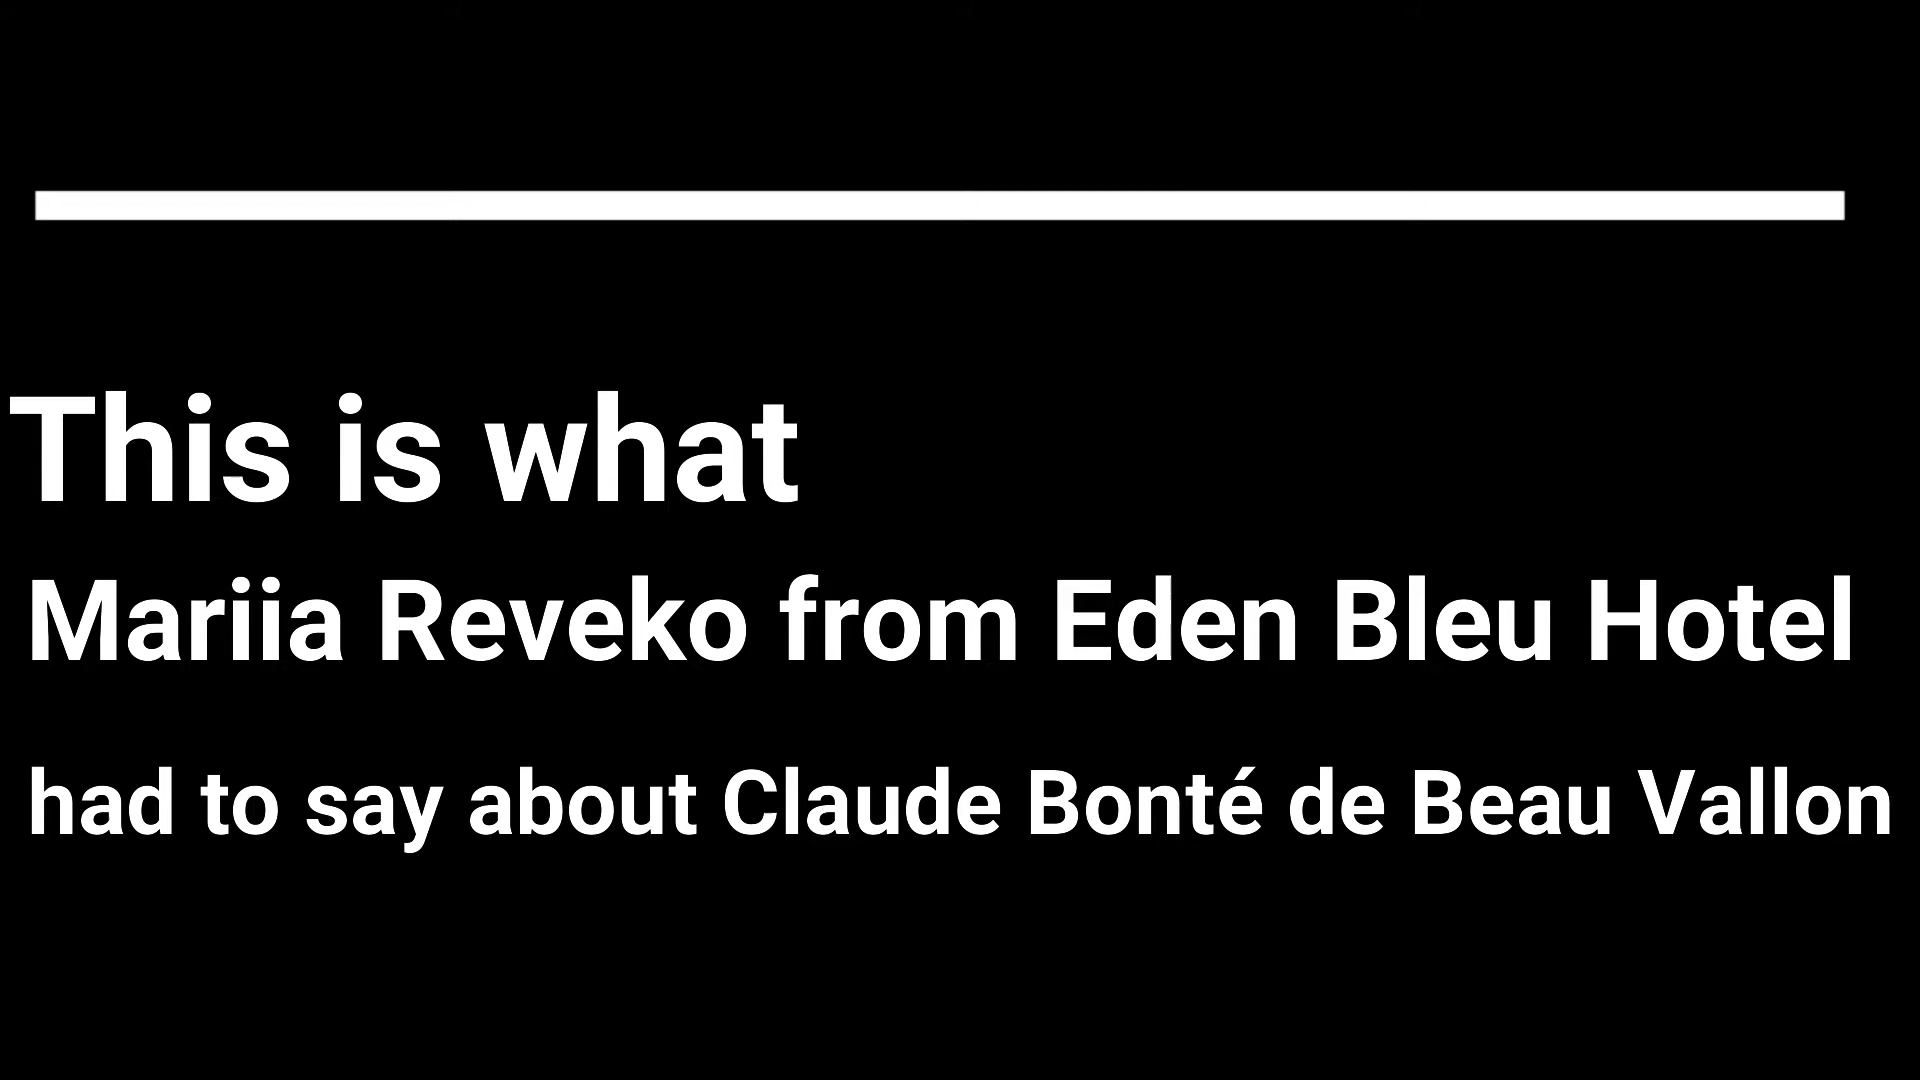 This is what
Mariia Reveko from Eden Bleu Hotel
had to say about Claude Bonté de Beau Vallon